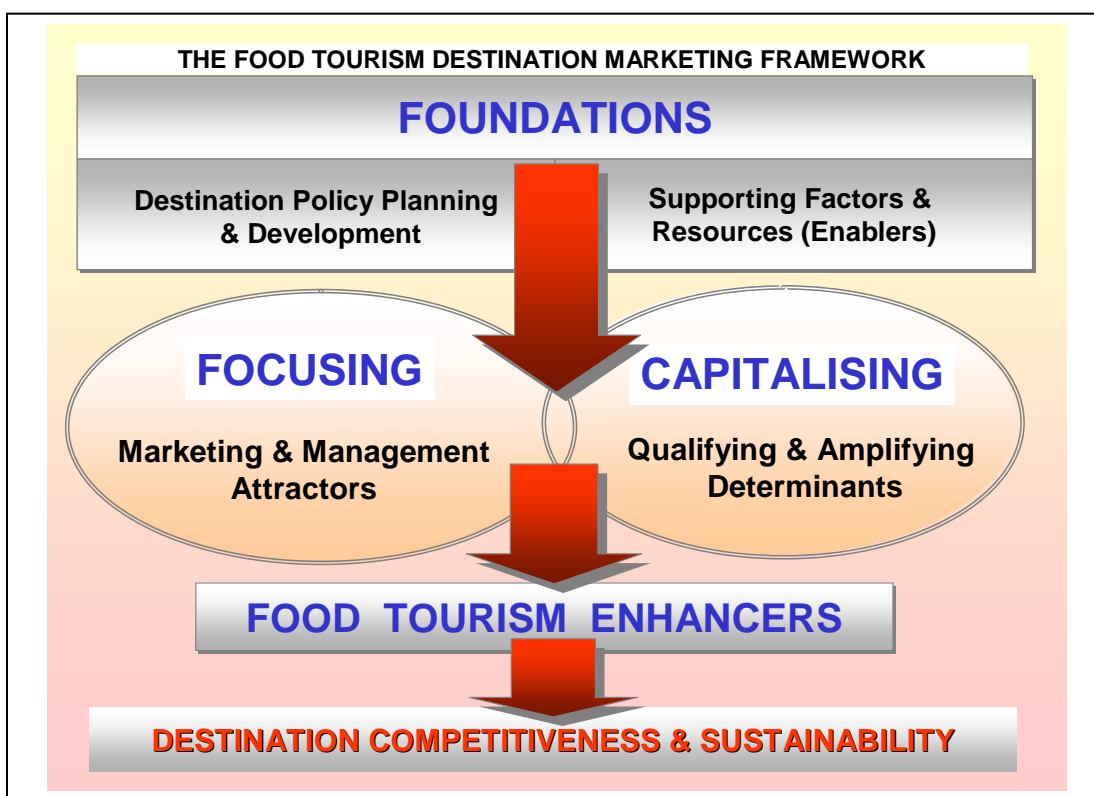 THE FOOD TOURISM DESTINATION MARKETING FRAMEWORK
FOUNDATIONS
Destination Policy Planning
& Development
Supporting Factors &
Resources (Enablers)
FOCUSING
Marketing & Management
Attractors
CAPITALISING
Qualifying & Amplifying
Determinants
FOOD TOURISM ENHANCERS
DESTINATION COMPETITIVENESS & SUSTAINABILITY